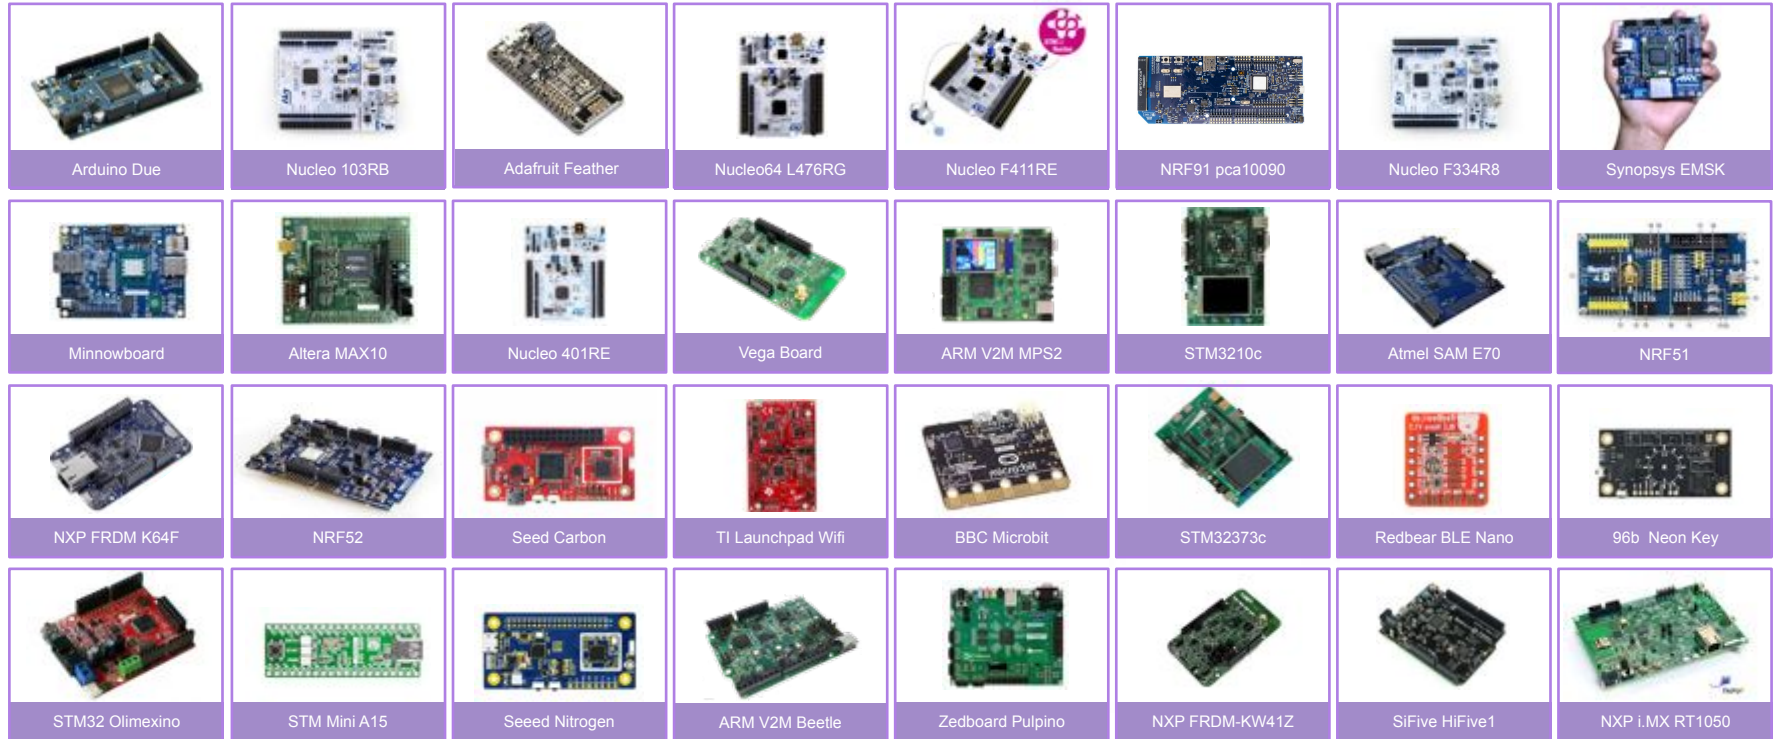 Arduino Due
Nucleo 103RB
Adafruit Feather
Nucleo64 L476RG
Nucleo F411RE
NRF91 pca10090
Nucleo F334R8
Synopsys EMSK
Minnowboard
Altera MAX10
Nucleo 401RE
Vega Board
ARM V2M MPS2
STM3210c
Atmel SAM E70
NRF51
NXP FRDM K64F
NRF52
Seed Carbon
TI Launchpad Wifi
micro:bit
BBC Microbit
STM32373c
Redbear BLE Nano
96b  Neon Key
STM32 Olimexino
STM Mini A15
Seeed Nitrogen
ARM V2M Beetle
Zedboard Pulpino
NXP FRDM-KW41Z
SiFive HiFive1
NXP i.MX RT1050